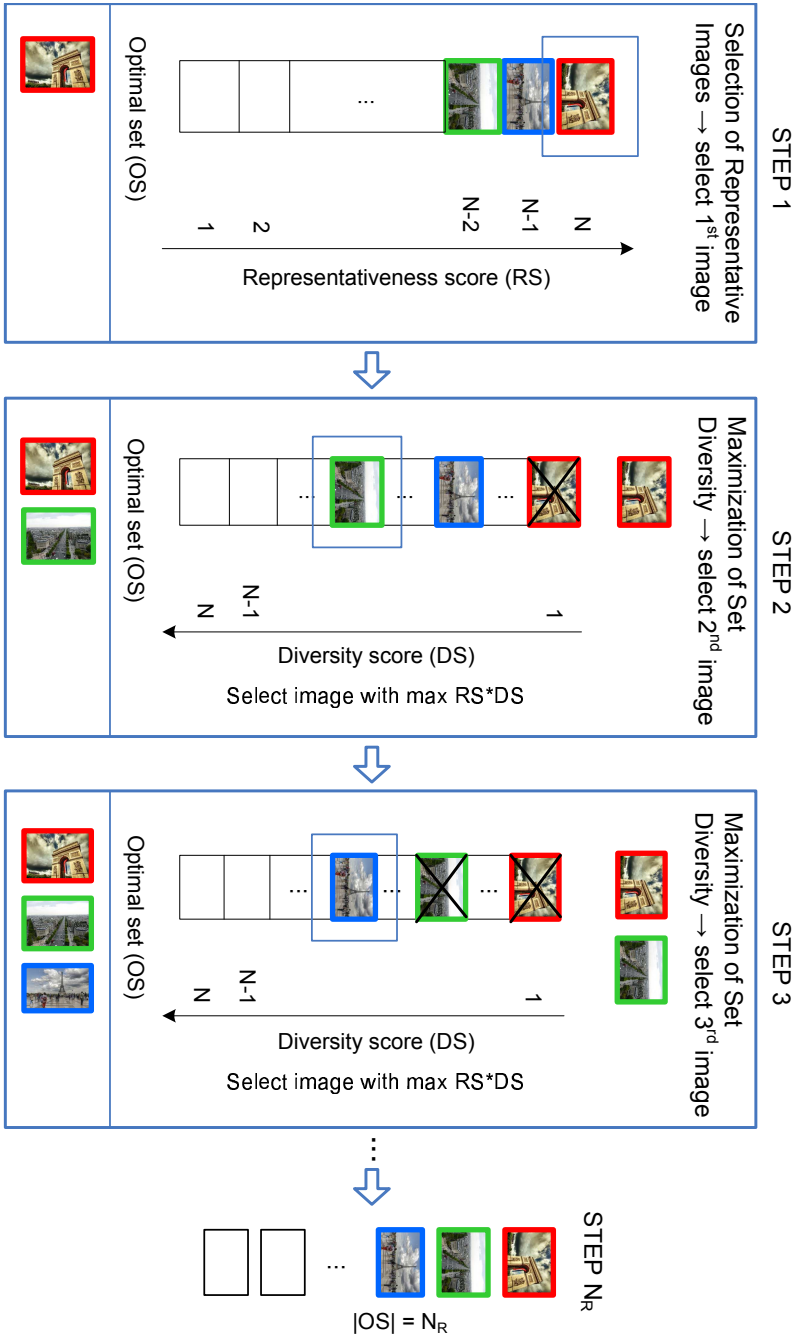 STEP 1
Selection of Representative
Images → select 1st image
...
1
2
N-2
N-1
N
Representativeness score (RS)
Optimal set (OS)
STEP 2
Maximization of Set
Diversity → select 2nd image
...
...
...
N
N-1
1
Diversity score (DS)
Select image with max RS*DS
Optimal set (OS)
STEP 3
Maximization of Set
Diversity → select 3rd image
...
...
...
N
N-1
1
Diversity score (DS)
Select image with max RS*DS
Optimal set (OS)
...
STEP NR
...
|OS| = NR